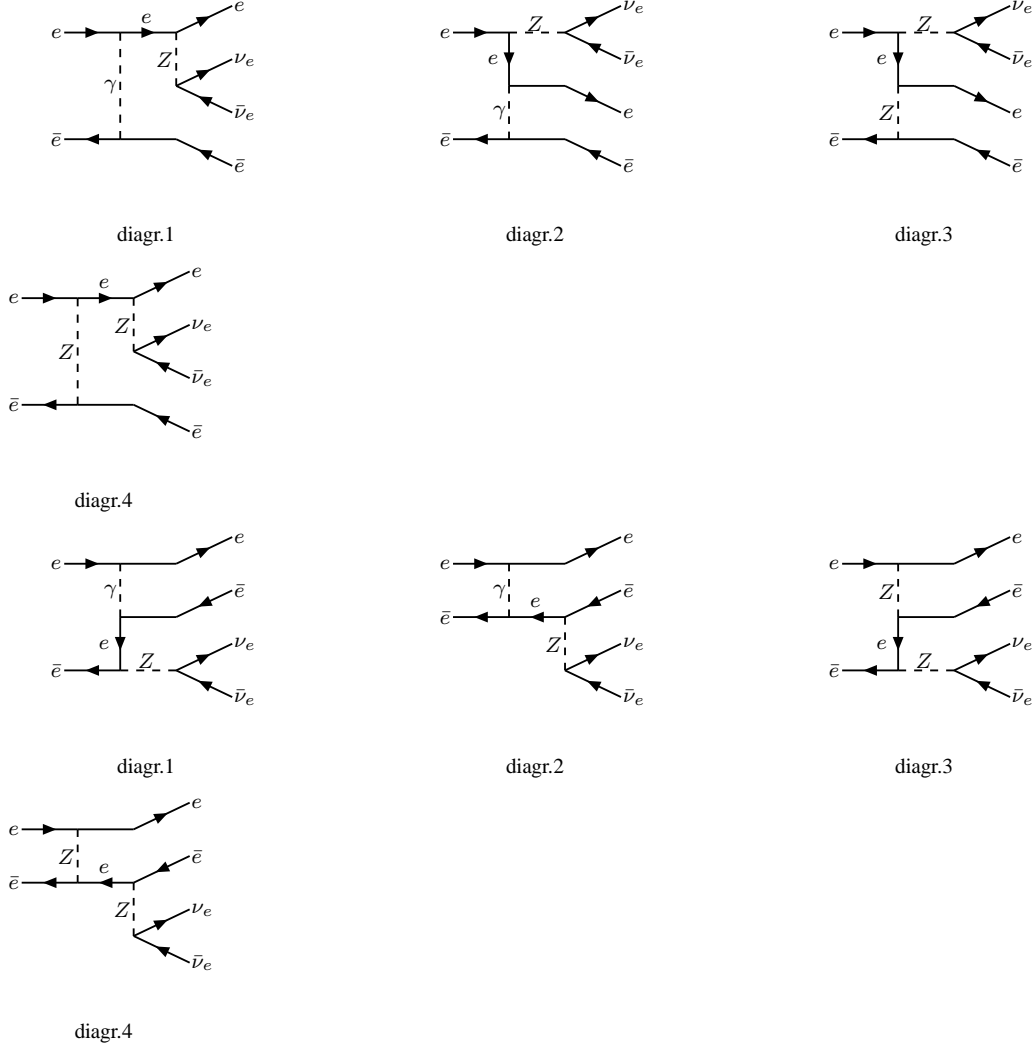 e e e ν_e e ν_e
Z Z Z
γ ν_e e ν̄_e e ν̄_e
ν̄_e γ e Z e
ē ē ē ē ē ē
diagr.1 diagr.2 diagr.3
e e e
Z Z ν_e
ν̄_e
ē ē
diagr.4
e e e e e e
γ ē γ e ē Z ē
e ν_e ē Z ν_e e ν_e
ē Z ν̄_e ν̄_e ē Z ν̄_e
diagr.1 diagr.2 diagr.3
e e
Z e ē
ē Z ν_e
ν̄_e
diagr.4